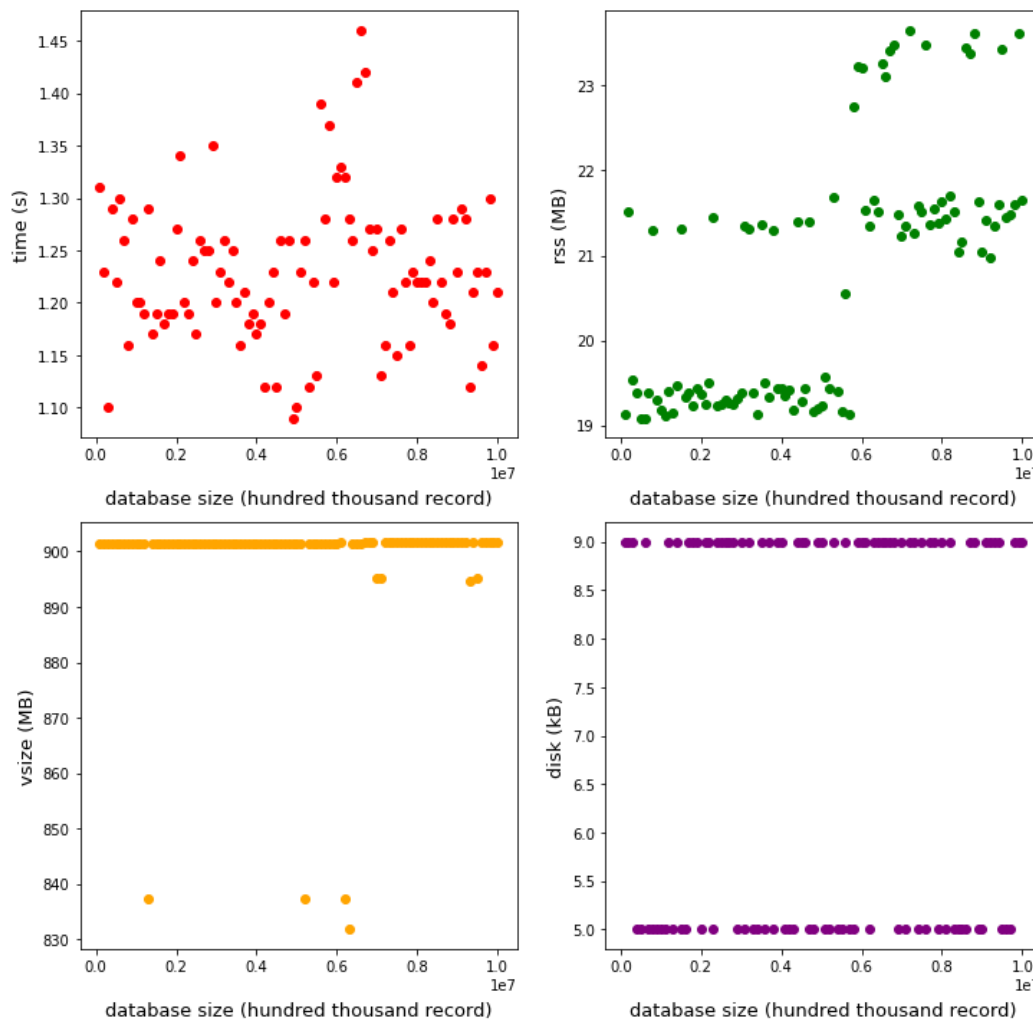 time (s)
1.45
1.40
1.35
1.30
1.25
1.20
1.15
1.10
0.0 0.2 0.4 0.6 0.8 1.0
1e7
database size (hundred thousand record)
rss (MB)
23
22
21
20
19
0.0 0.2 0.4 0.6 0.8 1.0
1e
database size (hundred thousand record)
vsize (MB)
900
890
880
870
860
850
840
830
0.0 0.2 0.4 0.6 0.8 1.0
1e7
database size (hundred thousand record)
disk (kB)
9.0
8.5
8.0
7.5
7.0
6.5
6.0
5.5
5.0
0.0 0.2 0.4 0.6 0.8 1.0
1e
database size (hundred thousand record)